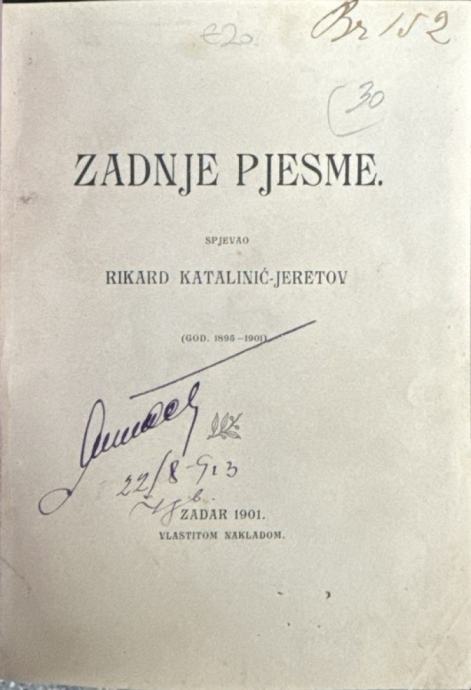 €20.
Br 152
30
ZADNJE PJESME.
SPJEVAO
RIKARD KATALINIĆ-JERETOV
(GOD. 1895—1901).
22/8 913
Zgb.
ZADAR 1901.
VLASTITOM NAKLADOM.